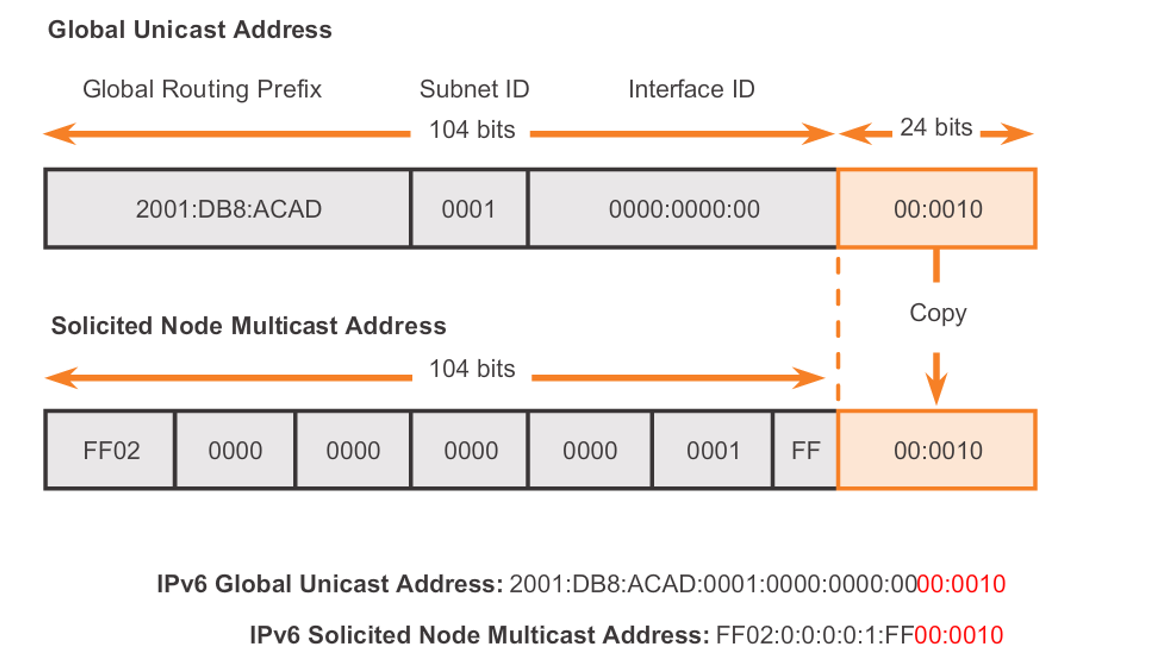 Global Unicast Address
Global Routing Prefix Subnet ID Interface ID
104 bits 24 bits
2001:DB8:ACAD 0001 0000:0000:00 00:0010
Copy
Solicited Node Multicast Address
104 bits
FF02 0000 0000 0000 0000 0001 FF 00:0010
IPv6 Global Unicast Address: 2001:DB8:ACAD:0001:0000:0000:0000:0010
IPv6 Solicited Node Multicast Address: FF02:0:0:0:0:1:FF00:0010